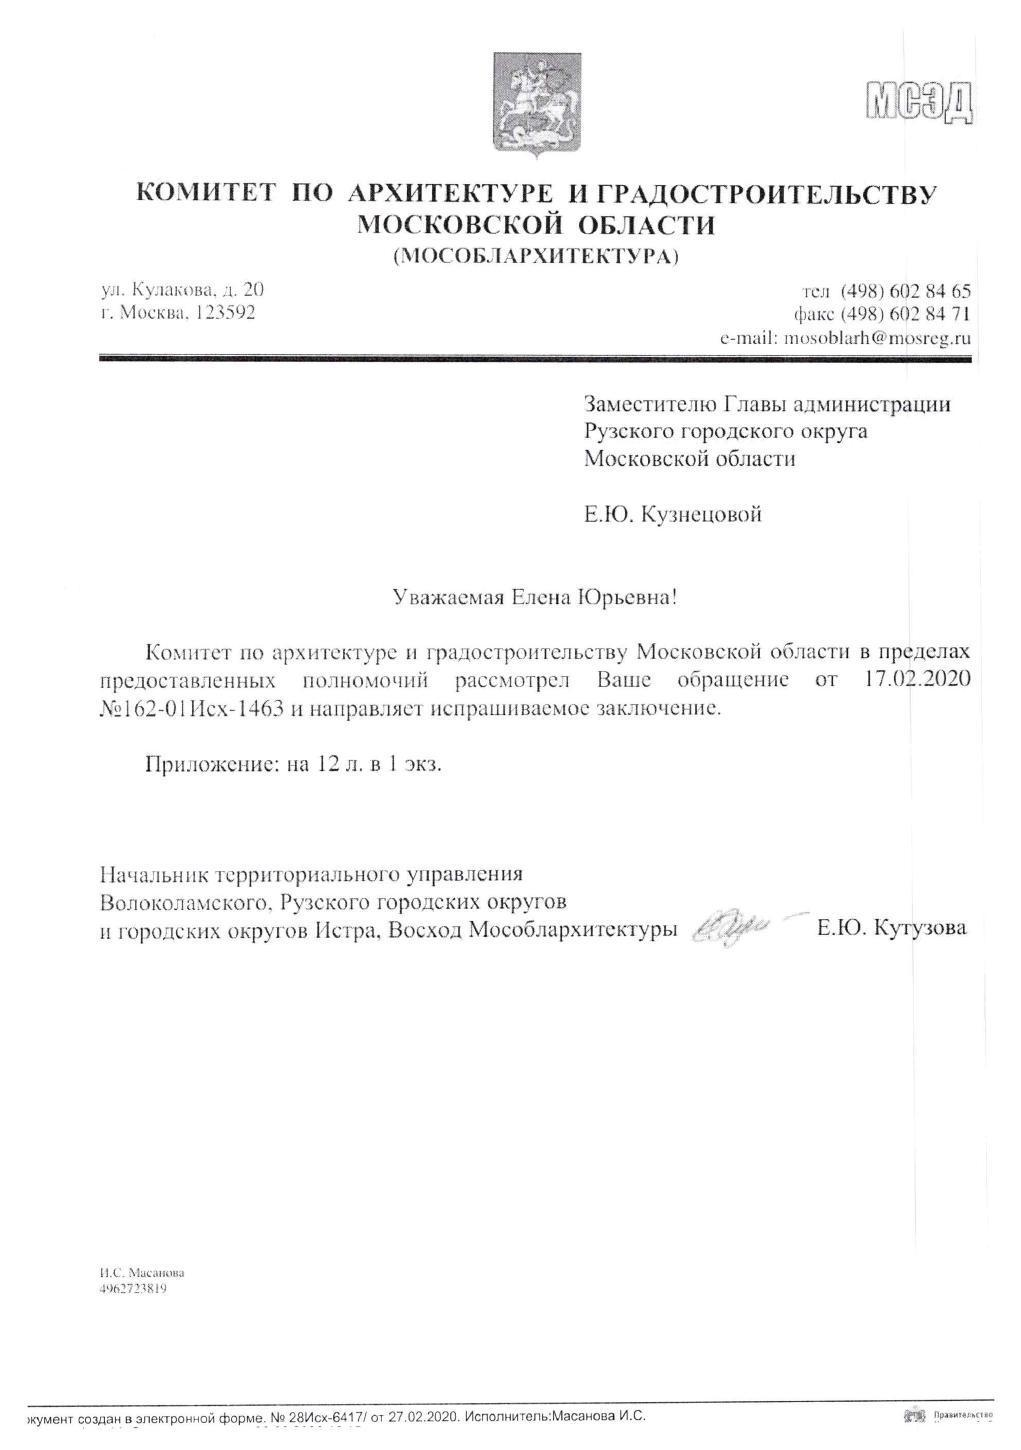 МСЭД
КОМИТЕТ ПО АРХИТЕКТУРЕ И ГРАДОСТРОИТЕЛЬСТВУ
МОСКОВСКОЙ ОБЛАСТИ
(МОСОБЛАРХИТЕКТУРА)
ул. Кулакова, д. 20
г. Москва, 123592
тел (498) 602 84 65
факс (498) 602 84 71
e-mail: mosoblarh@mosreg.ru
Заместителю Главы администрации
Рузского городского округа
Московской области
Е.Ю. Кузнецовой
Уважаемая Елена Юрьевна!
Комитет по архитектуре и градостроительству Московской области в пределах
предоставленных полномочий рассмотрел Ваше обращение от 17.02.2020
№162-01Исх-1463 и направляет испрашиваемое заключение.
Приложение: на 12 л. в 1 экз.
Начальник территориального управления
Волоколамского, Рузского городских округов
и городских округов Истра, Восход Мособлархитектуры Е.Ю. Кутузова
И.С. Масанова
4962723819
окумент создан в электронной форме. № 28Исх-6417/ от 27.02.2020. Исполнитель:Масанова И.С.
Правительство